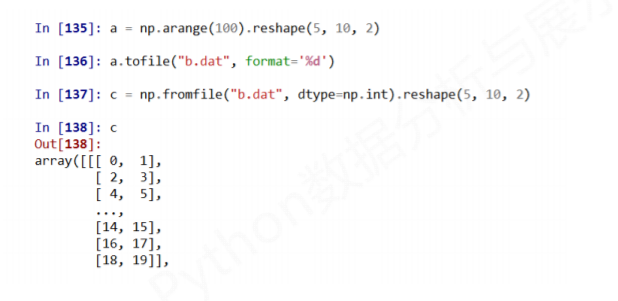 In [135]: a = np.arange(100).reshape(5, 10, 2)
In [136]: a.tofile("b.dat", format='%d')
In [137]: c = np.fromfile("b.dat", dtype=np.int).reshape(5, 10, 2)
In [138]: c
Out[138]:
array([[[ 0,  1],
        [ 2,  3],
        [ 4,  5],
        ...,
        [14, 15],
        [16, 17],
        [18, 19]],
Python数据分析与展示